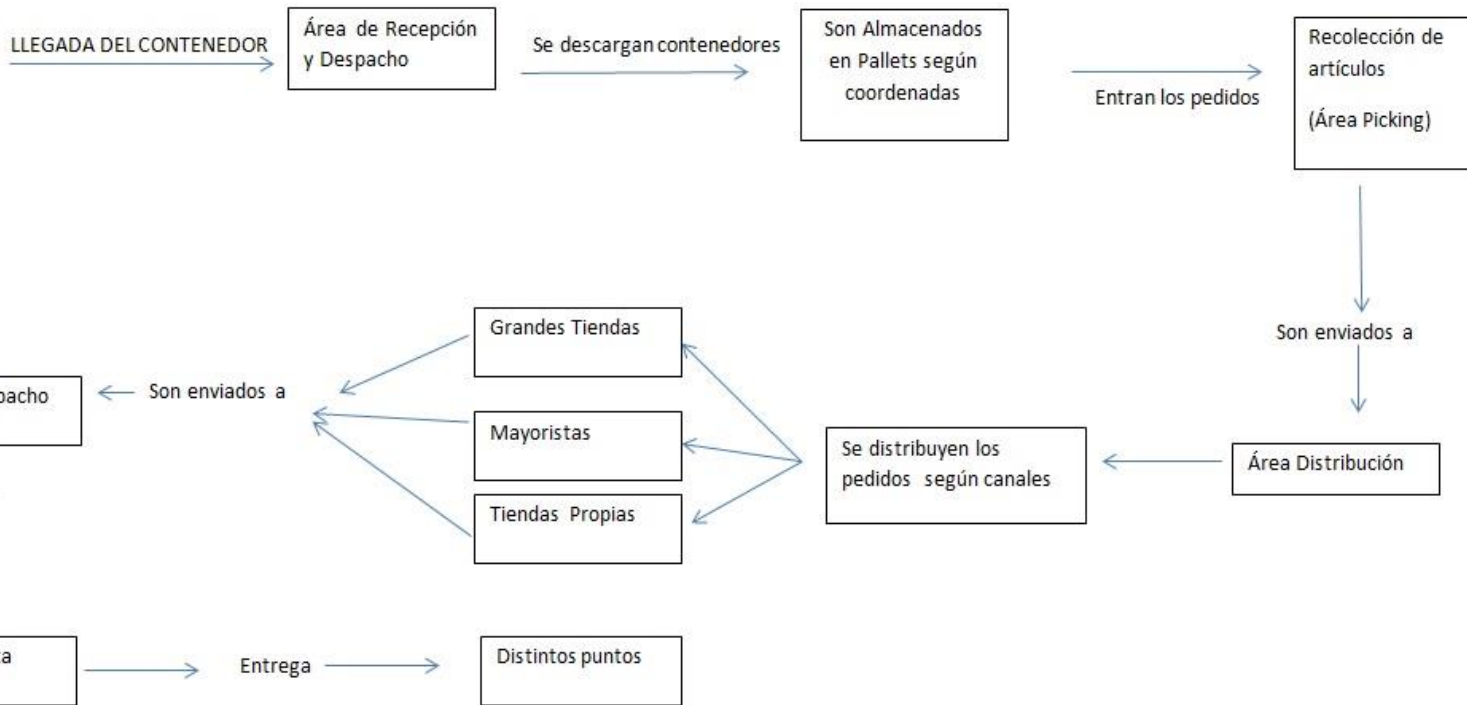 LLEGADA DEL CONTENEDOR
Área de Recepción
y Despacho
Se descargan contenedores
Son Almacenados
en Pallets según
coordenadas
Entran los pedidos
Recolección de
artículos
(Área Picking)
Son enviados a
Área Distribución
Se distribuyen los
pedidos según canales
Grandes Tiendas
Mayoristas
Tiendas Propias
Son enviados a
pacho
ta
Entrega
Distintos puntos